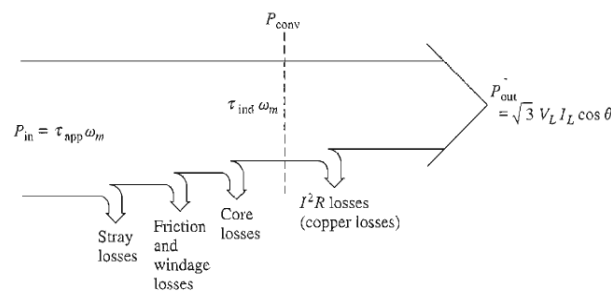 P_conv
P_out
= √3 V_L I_L cos θ
τ_ind ω_m
P_in = τ_app ω_m
Stray
losses
Friction
and
windage
losses
Core
losses
I²R losses
(copper losses)